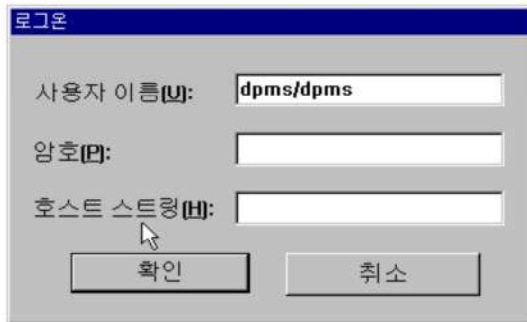 로그온
사용자 이름(U): dpms/dpms
암호(P):
호스트 스트링(H):
확인 취소